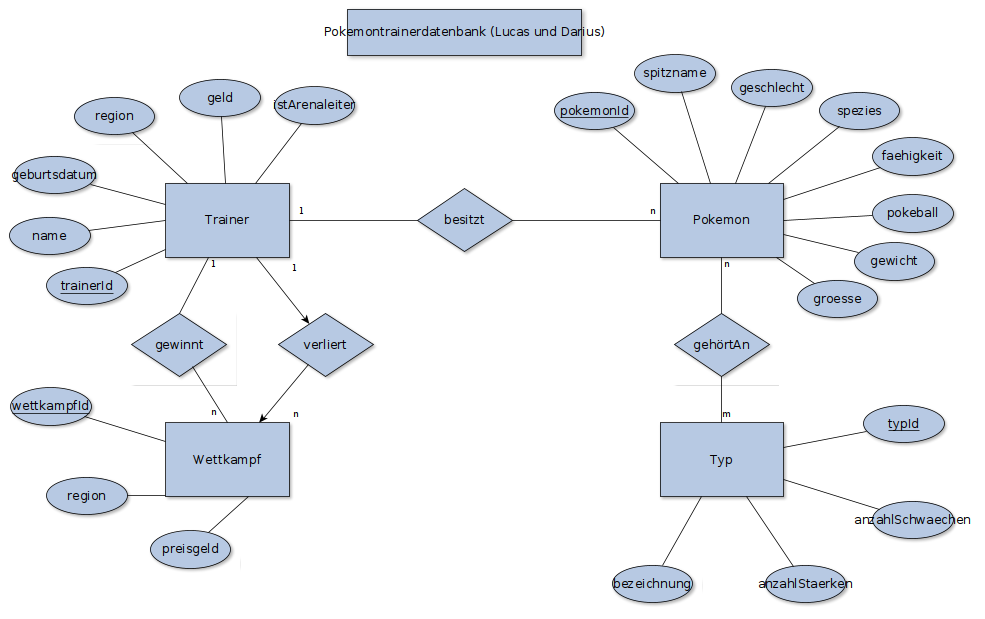 Pokemontrainerdatenbank (Lucas und Darius)
spitzname
geschlecht
geld
istArenaleiter
region
pokemonId
spezies
faehigkeit
geburtsdatum
Trainer
1
besitzt
n
Pokemon
pokeball
name
gewicht
trainerId
1
1
n
groesse
gewinnt
verliert
gehörtAn
wettkampfId
n
n
m
typId
Wettkampf
Typ
region
anzahlSchwaechen
preisgeld
bezeichnung
anzahlStaerken